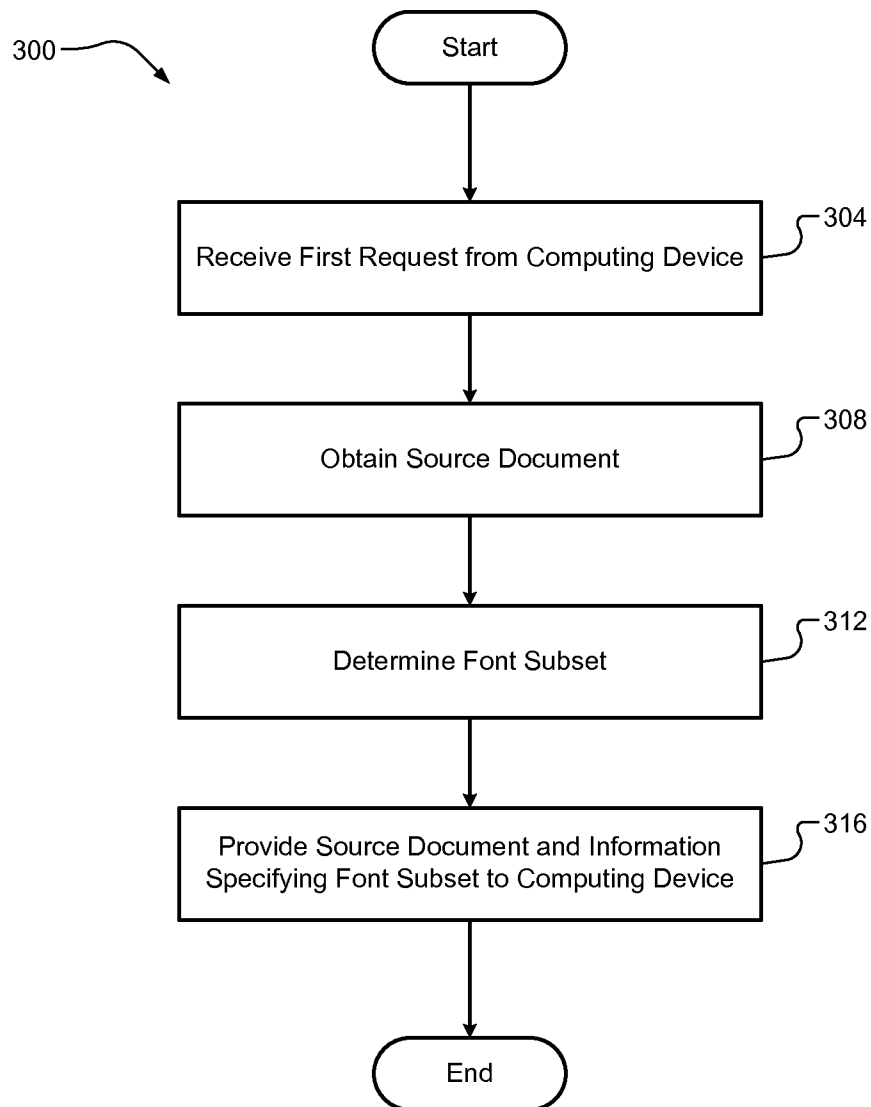 300
Start
304
Receive First Request from Computing Device
308
Obtain Source Document
312
Determine Font Subset
316
Provide Source Document and Information
Specifying Font Subset to Computing Device
End